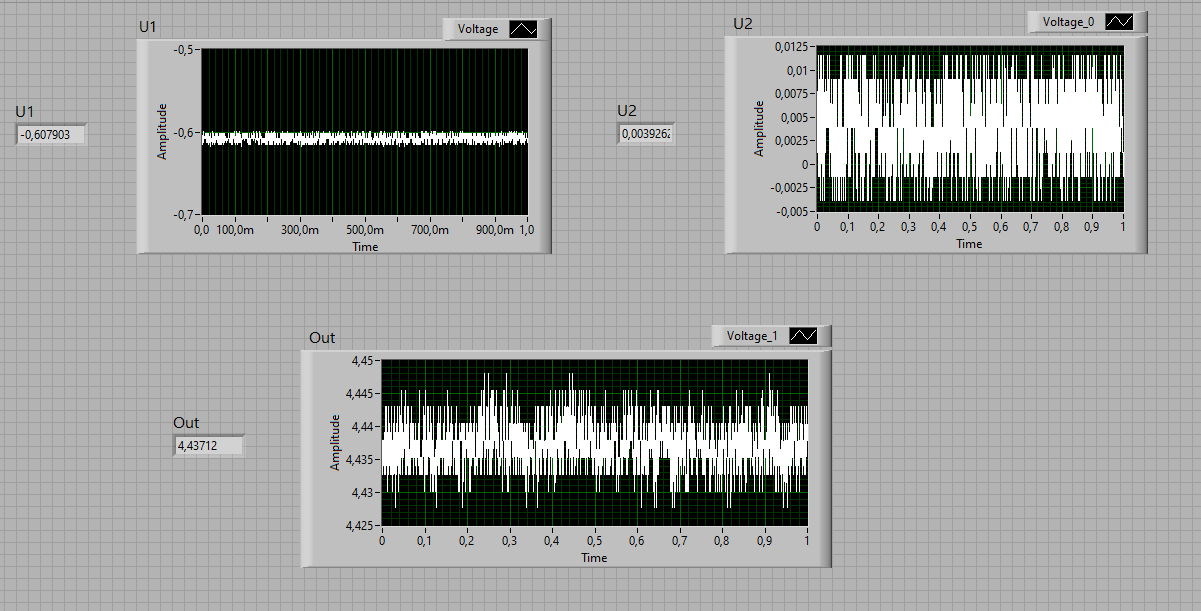 U1
Voltage
U1
-0,607903
-0,5
-0,6
-0,7
Amplitude
0,0 100,0m 300,0m 500,0m 700,0m 900,0m 1,0
Time
U2
Voltage_0
U2
0,0039262
0,0125
0,01
0,0075
0,005
0,0025
0
-0,0025
-0,005
Amplitude
0 0,1 0,2 0,3 0,4 0,5 0,6 0,7 0,8 0,9 1
Time
Out
Voltage_1
Out
4,43712
4,45
4,445
4,44
4,435
4,43
4,425
Amplitude
0 0,1 0,2 0,3 0,4 0,5 0,6 0,7 0,8 0,9 1
Time